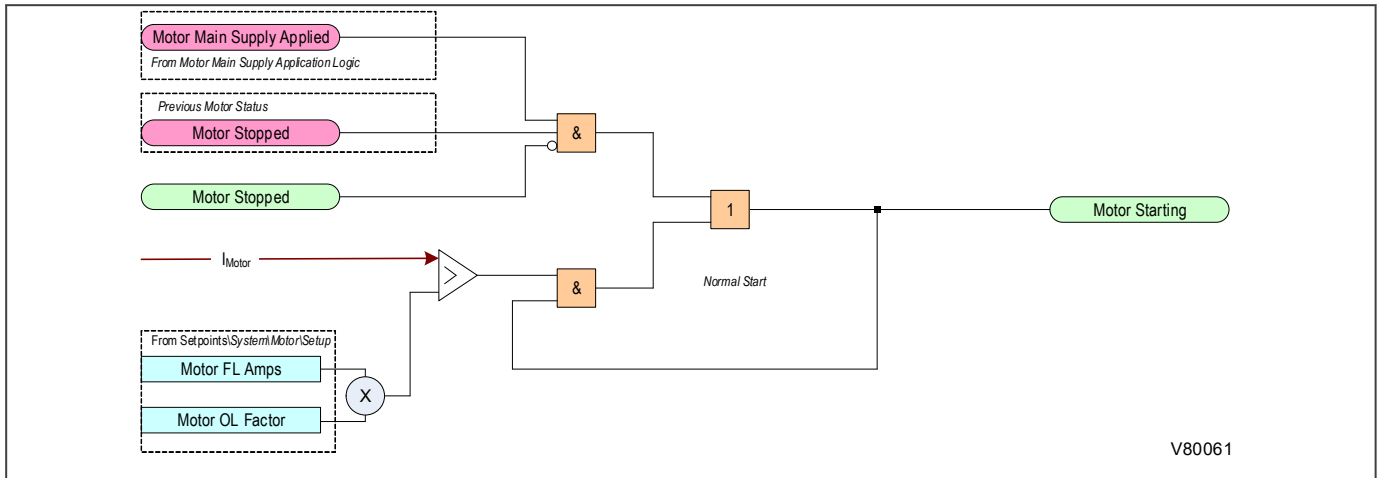 Motor Main Supply Applied
From Motor Main Supply Application Logic
Previous Motor Status
Motor Stopped
&
Motor Stopped
1
Motor Starting
IMotor
>
&
Normal Start
From Setpoints\System\Motor\Setup
Motor FL Amps
X
Motor OL Factor
V80061